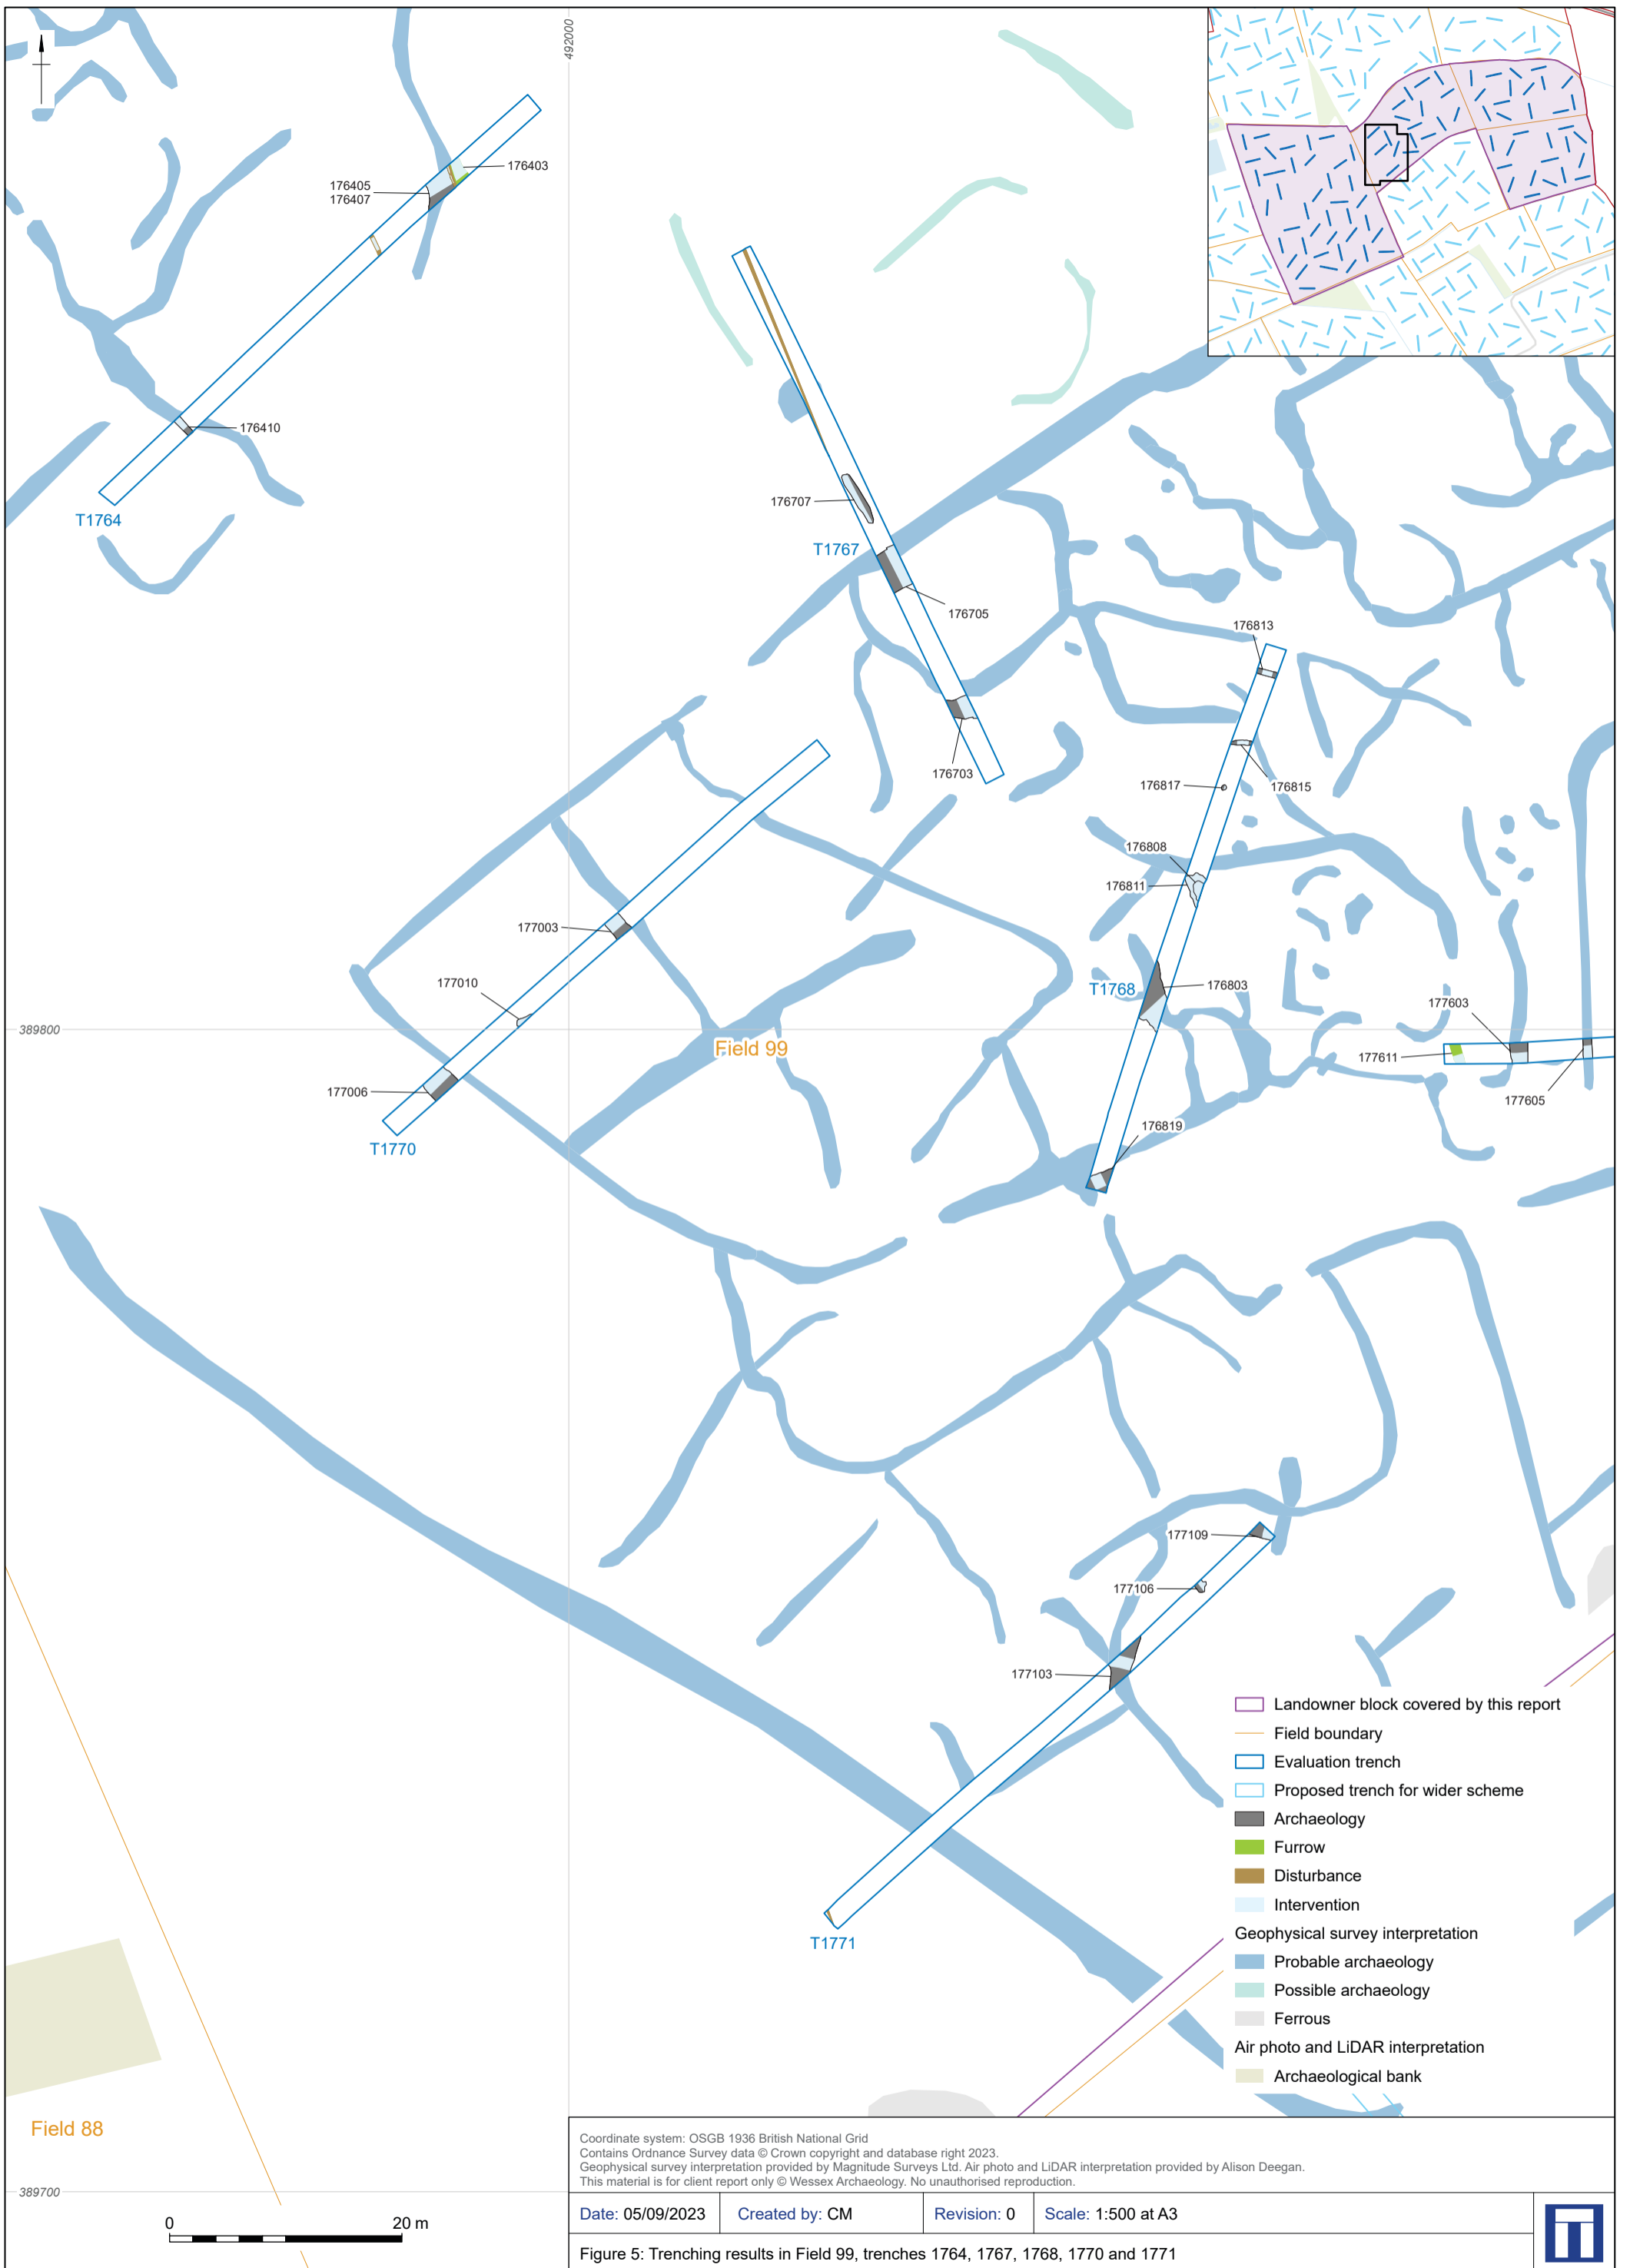 492000
176403
176405
176407
176410
T1764
176707
T1767
176705
176703
176813
176817
176815
176808
176811
T1768
176803
177003
177010
389800
Field 99
177603
177611
177605
177006
T1770
176819
177109
177106
177103
T1771
Landowner block covered by this report
Field boundary
Evaluation trench
Proposed trench for wider scheme
Archaeology
Furrow
Disturbance
Intervention
Geophysical survey interpretation
Probable archaeology
Possible archaeology
Ferrous
Air photo and LiDAR interpretation
Archaeological bank
Field 88
389700
0 20 m
Coordinate system: OSGB 1936 British National Grid
Contains Ordnance Survey data © Crown copyright and database right 2023.
Geophysical survey interpretation provided by Magnitude Surveys Ltd. Air photo and LiDAR interpretation provided by Alison Deegan.
This material is for client report only © Wessex Archaeology. No unauthorised reproduction.
Date: 05/09/2023 Created by: CM Revision: 0 Scale: 1:500 at A3
Figure 5: Trenching results in Field 99, trenches 1764, 1767, 1768, 1770 and 1771